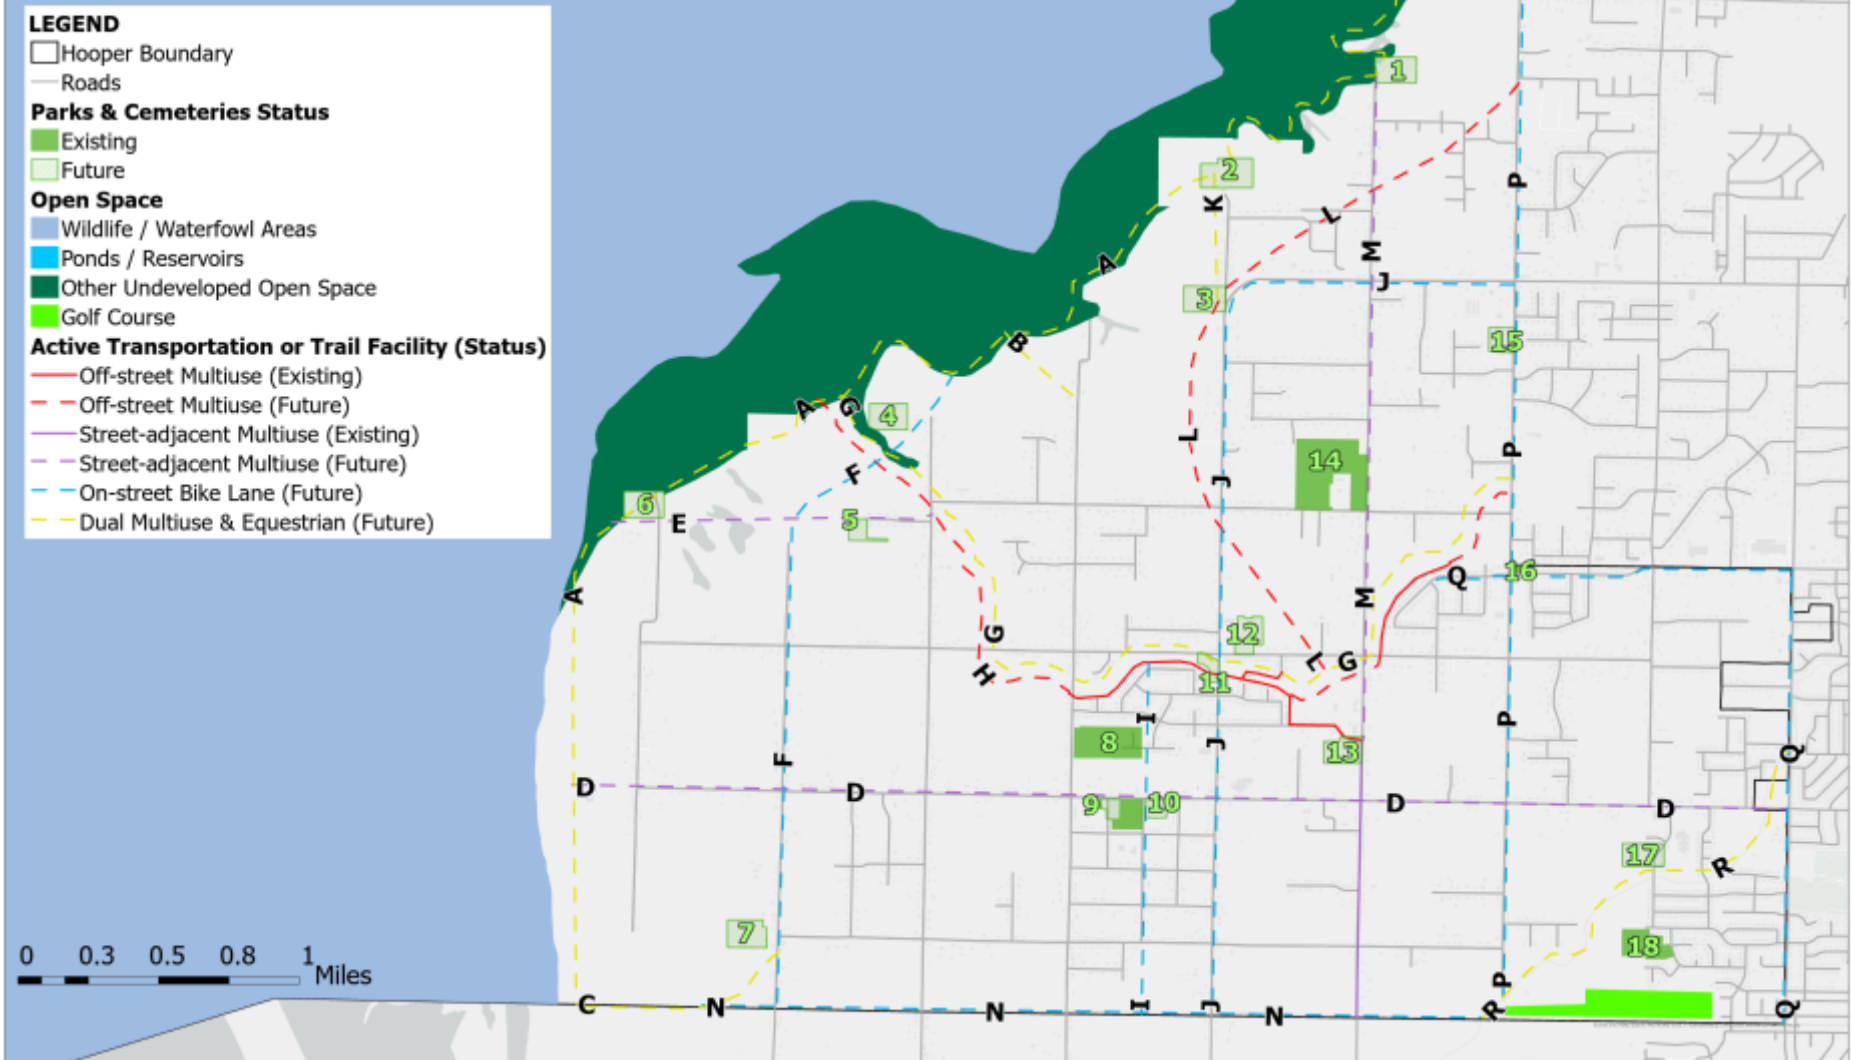 LEGEND
Hooper Boundary
Roads
Parks & Cemeteries Status
Existing
Future
Open Space
Wildlife / Waterfowl Areas
Ponds / Reservoirs
Other Undeveloped Open Space
Golf Course
Active Transportation or Trail Facility (Status)
Off-street Multiuse (Existing)
Off-street Multiuse (Future)
Street-adjacent Multiuse (Existing)
Street-adjacent Multiuse (Future)
On-street Bike Lane (Future)
Dual Multiuse & Equestrian (Future)
1
2
P
K
L
M
A
J
3
B
15
A
G
4
L
P
14
F
J
6
E
5
16
Q
A
M
G
12
L
G
H
11
I
P
J
8
13
Q
F
D
D
9
10
D
D
17
R
7
18
0
0.3
0.5
0.8
1
Miles
P
C
N
N
I
J
N
R
Q